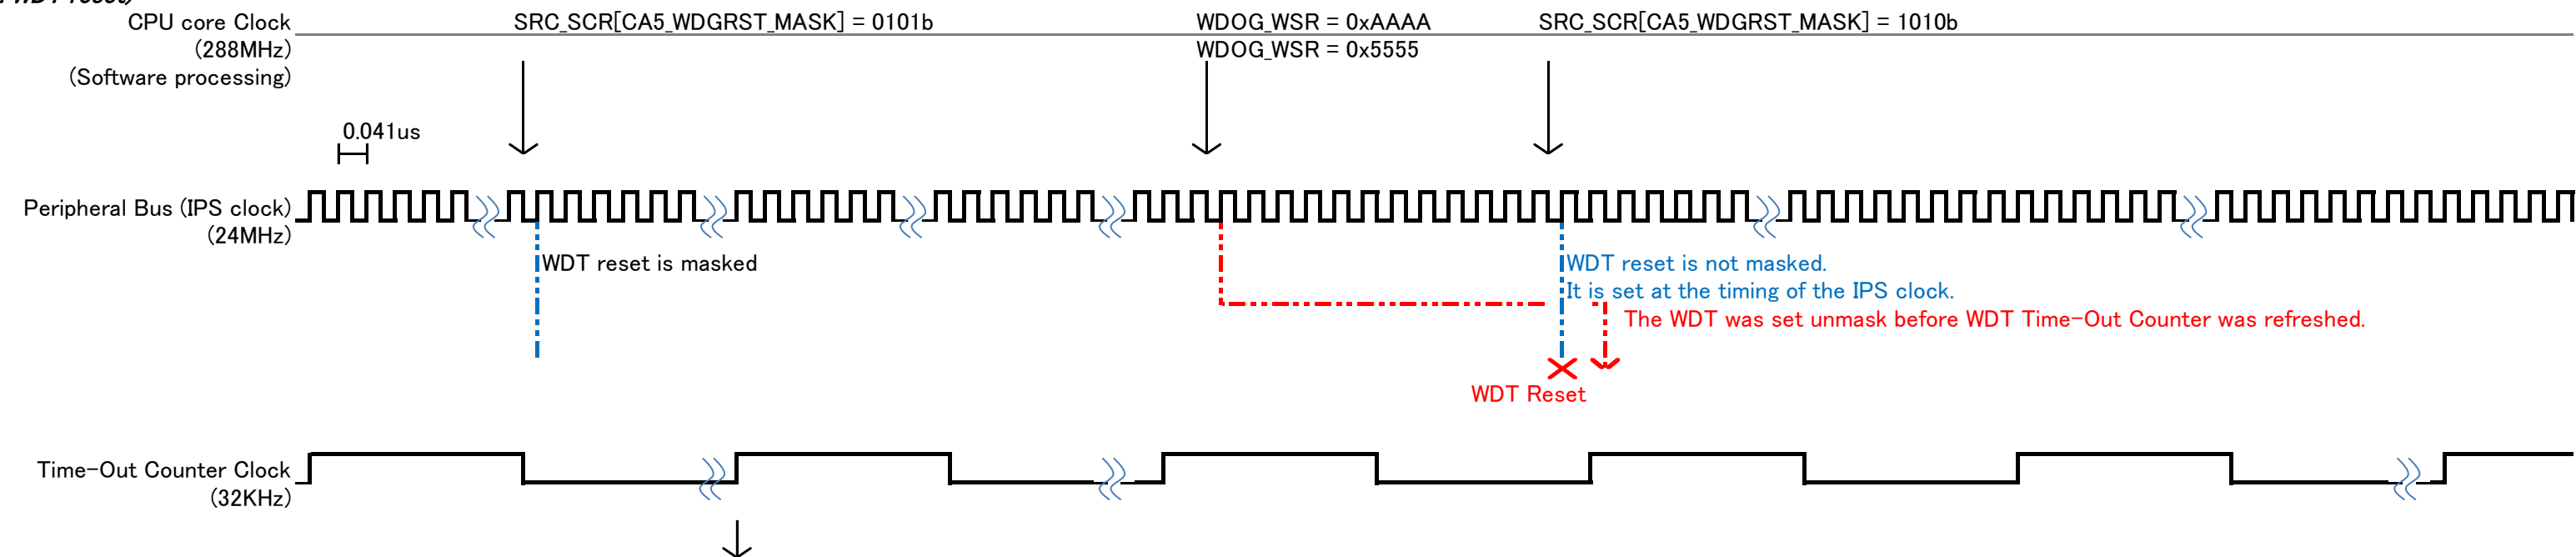 WDT reset)
CPU core Clock
(288MHz)
(Software processing)
SRC_SCR[CA5_WDGRST_MASK] = 0101b
WDOG_WSR = 0xAAAA
WDOG_WSR = 0x5555
SRC_SCR[CA5_WDGRST_MASK] = 1010b
0.041us
Peripheral Bus (IPS clock)
(24MHz)
WDT reset is masked
WDT reset is not masked.
It is set at the timing of the IPS clock.
The WDT was set unmask before WDT Time-Out Counter was refreshed.
WDT Reset
Time-Out Counter Clock
(32KHz)